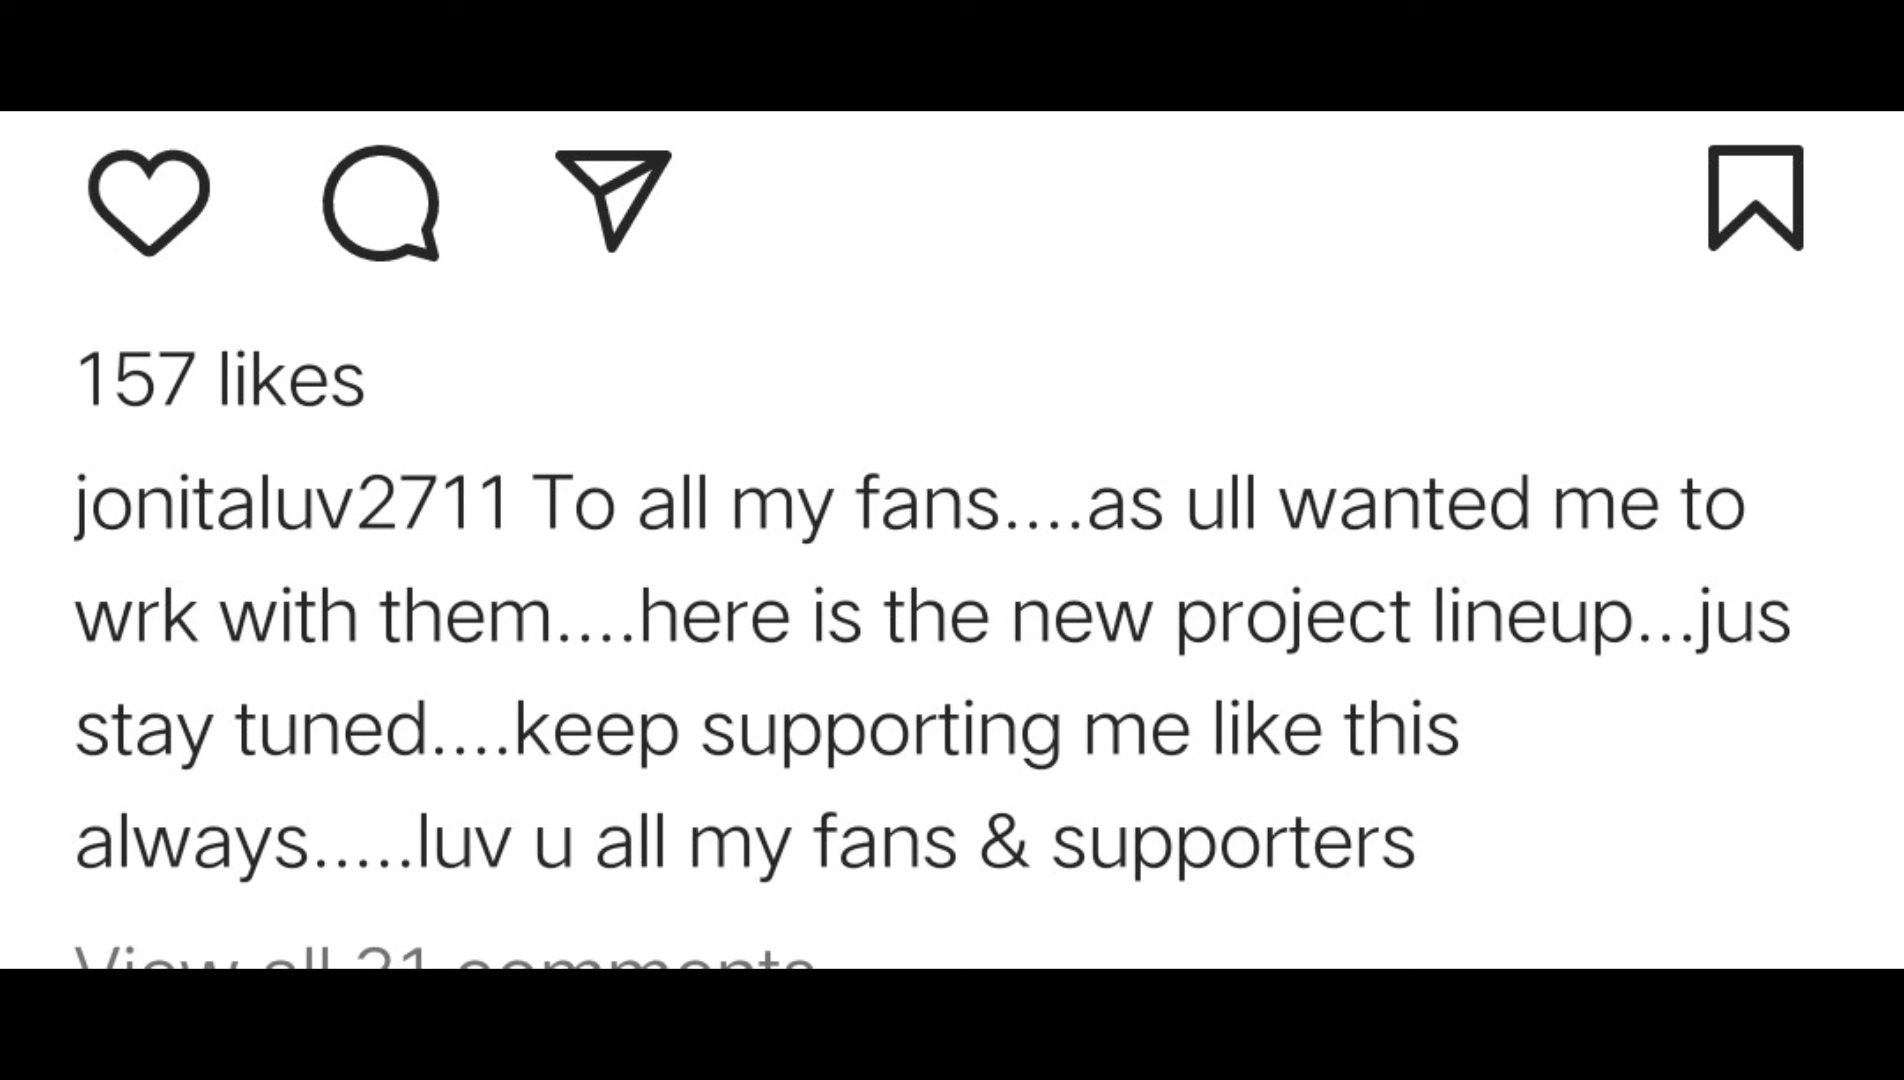 157 likes
jonitaluv2711 To all my fans....as ull wanted me to
wrk with them....here is the new project lineup...jus
stay tuned....keep supporting me like this
always.....luv u all my fans & supporters
View all 21 comments